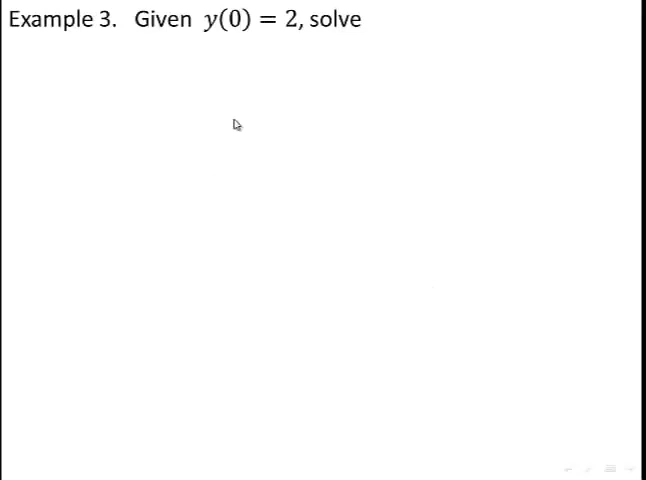 Example 3. Given y(0) = 2, solve